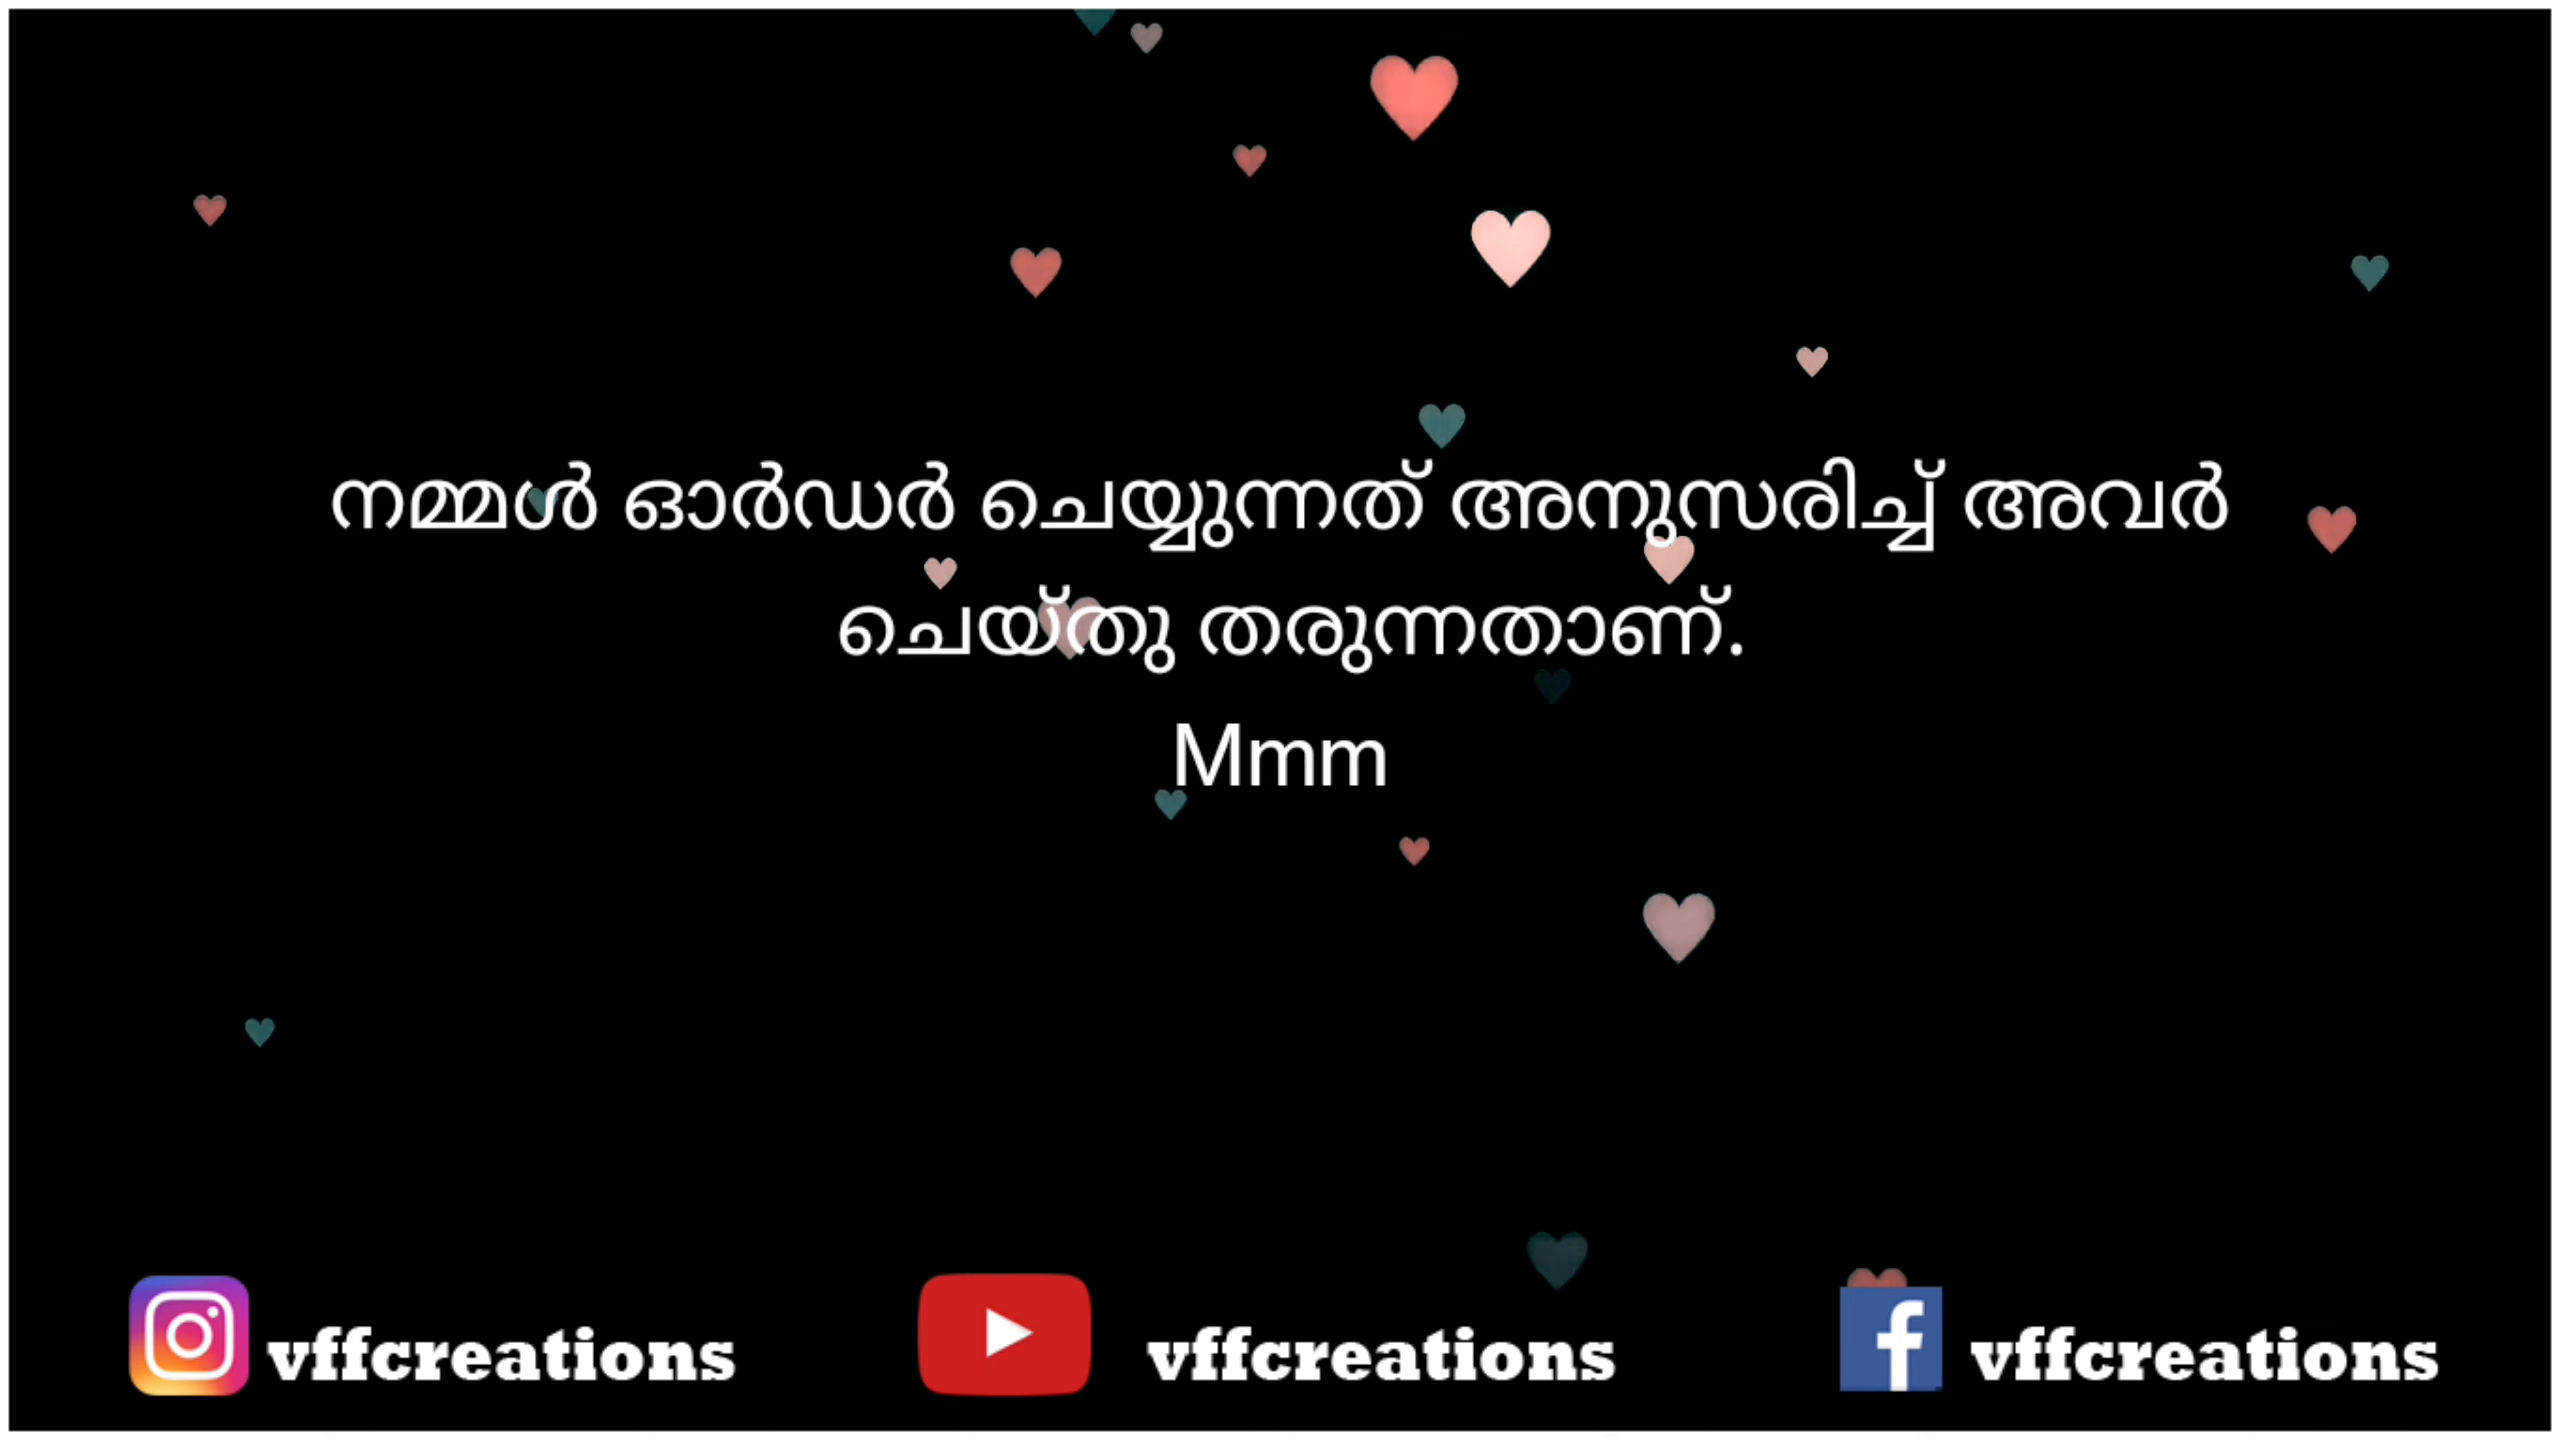 നമ്മൾ ഓർഡർ ചെയ്യുന്നത് അനുസരിച്ച് അവർ
ചെയ്തു തരുന്നതാണ്.
Mmm
vffcreations vffcreations vffcreations